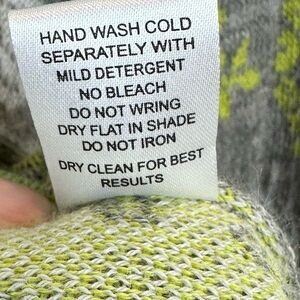 HAND WASH COLD
SEPARATELY WITH
MILD DETERGENT
NO BLEACH
DO NOT WRING
DRY FLAT IN SHADE
DO NOT IRON
DRY CLEAN FOR BEST
RESULTS